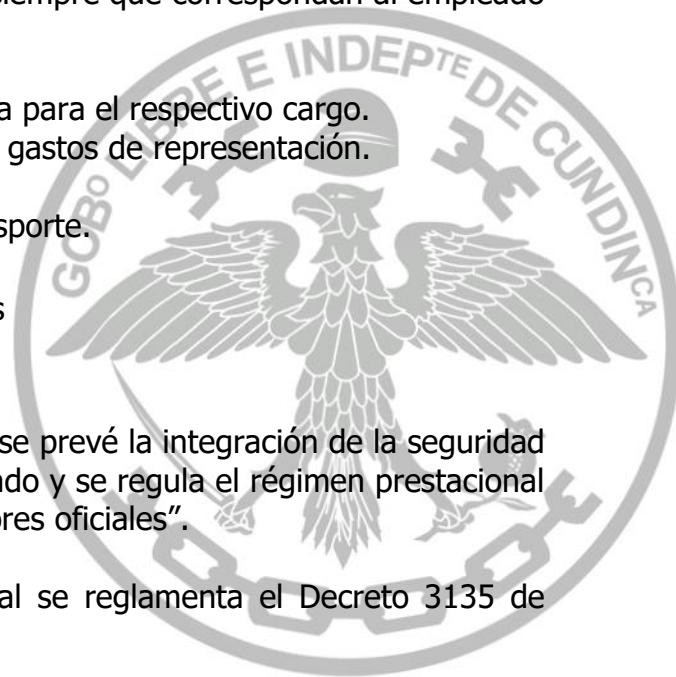 siempre que correspondan al empleado
a para el respectivo cargo.
gastos de representación.
sporte.
s
se prevé la integración de la seguridad
ado y se regula el régimen prestacional
ores oficiales”.
al se reglamenta el Decreto 3135 de
GOBº LIBRE E INDEPTE DE CUNDINCA